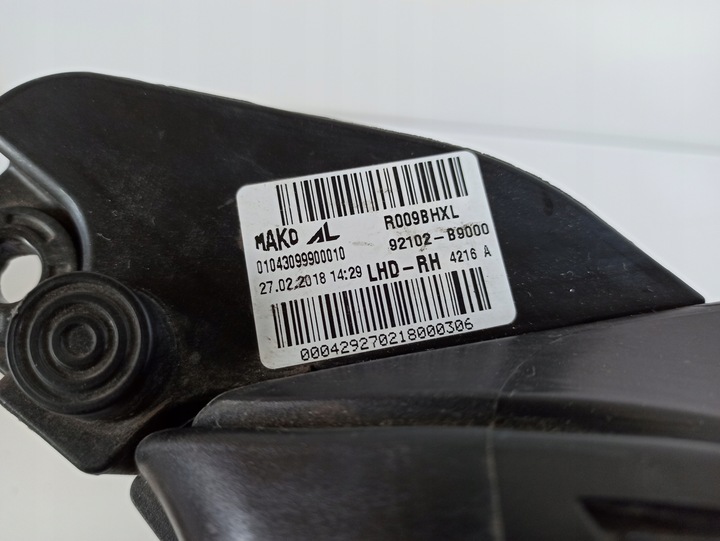 MAKO AL R009BHXL
01043099900010 92102-B9000
27.02.2018 14:29 LHD-RH 4216 A
000429270218000306